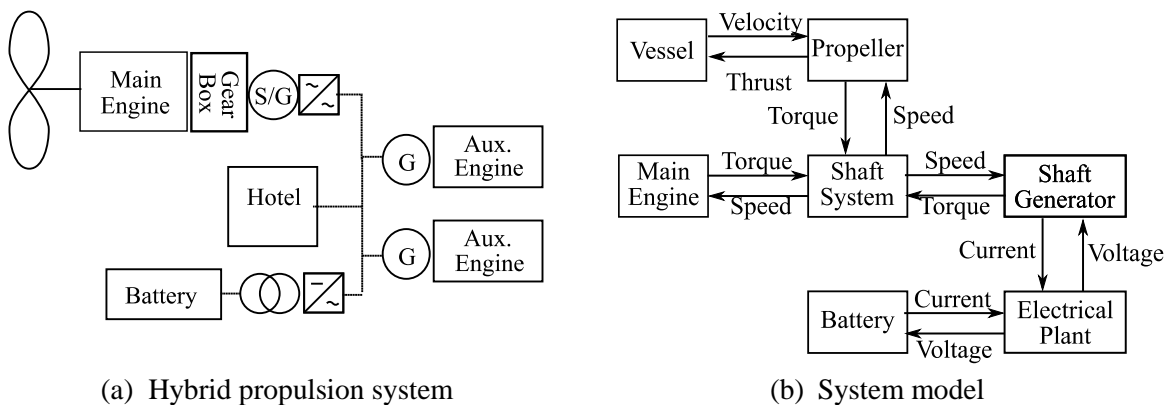 Main
Engine
Gear
Box
S/G
~
~
G
Aux.
Engine
Hotel
G
Aux.
Engine
Battery
–
~
(a) Hybrid propulsion system
Velocity
Vessel
Propeller
Thrust
Torque
Speed
Main
Engine
Torque
Speed
Shaft
System
Speed
Torque
Shaft
Generator
Current
Voltage
Battery
Current
Voltage
Electrical
Plant
(b) System model